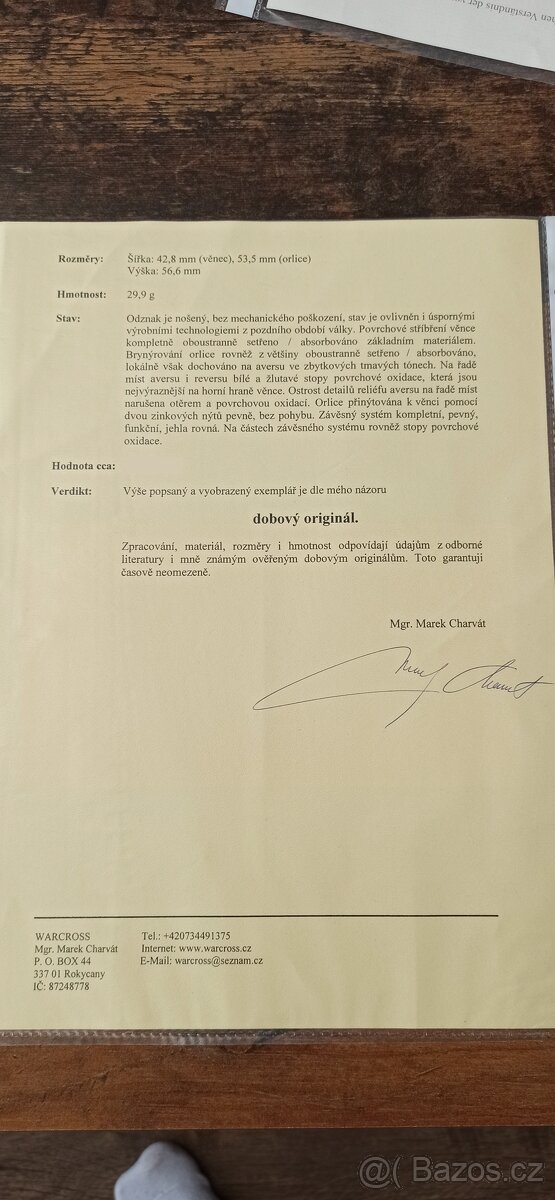 ben Verständnis der
Rozměry: Šířka: 42,8 mm (věnec), 53,5 mm (orlice)
Výška: 56,6 mm
Hmotnost: 29,9 g
Stav: Odznak je nošený, bez mechanického poškození, stav je ovlivněn i úspornými
výrobními technologiemi z pozdního období války. Povrchové stříbření věnce
kompletně oboustranně setřeno / absorbováno základním materiálem.
Brynýrování orlice rovněž z většiny oboustranně setřeno / absorbováno,
lokálně však dochováno na aversu ve zbytkových tmavých tónech. Na řadě
míst aversu i reversu bílé a žlutavé stopy povrchové oxidace, která jsou
nejvýraznější na horní hraně věnce. Ostrost detailů reliéfu aversu na řadě míst
narušena otěrem a povrchovou oxidací. Orlice přinýtována k věnci pomocí
dvou zinkových nýtů pevně, bez pohybu. Závěsný systém kompletní, pevný,
funkční, jehla rovná. Na částech závěsného systému rovněž stopy povrchové
oxidace.
Hodnota cca:
Verdikt: Výše popsaný a vyobrazený exemplář je dle mého názoru
dobový originál.
Zpracování, materiál, rozměry i hmotnost odpovídají údajům z odborné
literatury i mně známým ověřeným dobovým originálům. Toto garantuji
časově neomezeně.
Mgr. Marek Charvát
WARCROSS Tel.: +420734491375
Mgr. Marek Charvát Internet: www.warcross.cz
P. O. BOX 44 E-Mail: warcross@seznam.cz
337 01 Rokycany
IČ: 87248778
@( Bazos.cz